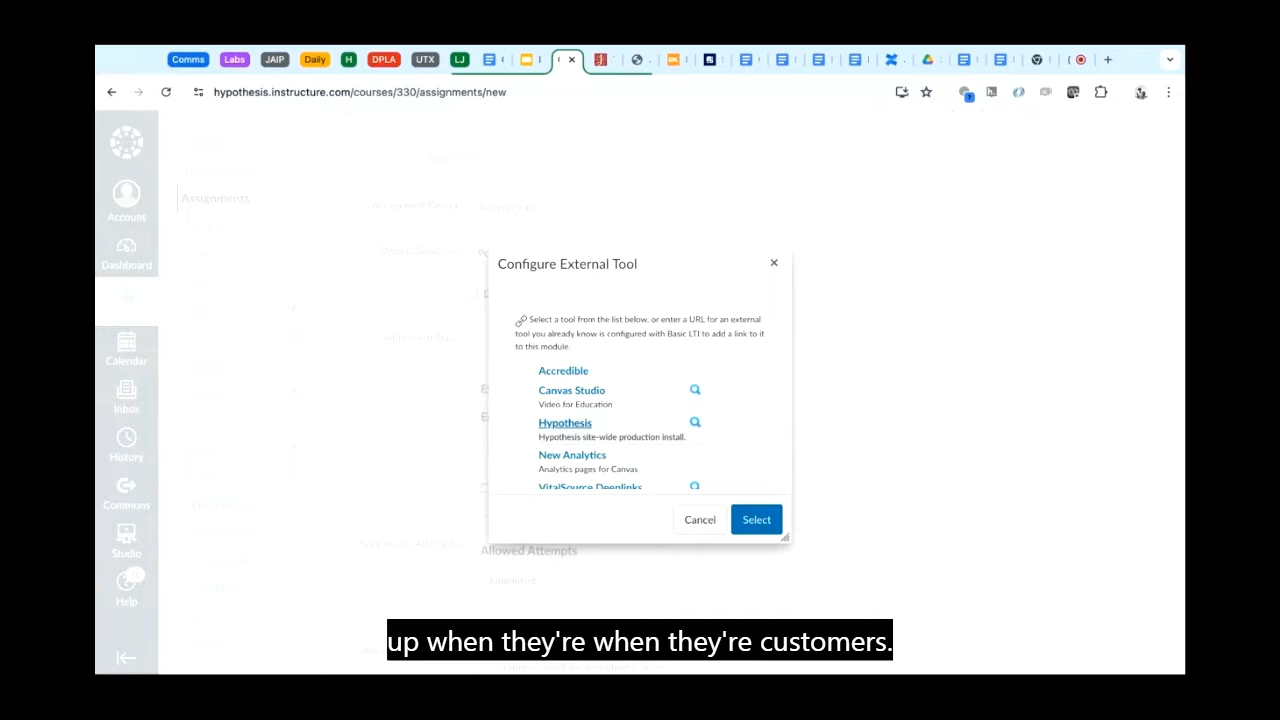 Comms Labs JAIP Daily H DPLA UTX LJ
hypothesis.instructure.com/courses/330/assignments/new
Account
Dashboard
Calendar
Inbox
History
Commons
Studio
Help
Assignments
Configure External Tool
Select a tool from the list below, or enter a URL for an external
tool you already know is configured with Basic LTI to add a link to it
to this module.
Accredible
Canvas Studio
Video for Education
Hypothesis
Hypothesis site-wide production install.
New Analytics
Analytics pages for Canvas
VitalSource Deeplinks
Cancel Select
Allowed Attempts
Unlimited
up when they're when they're customers.